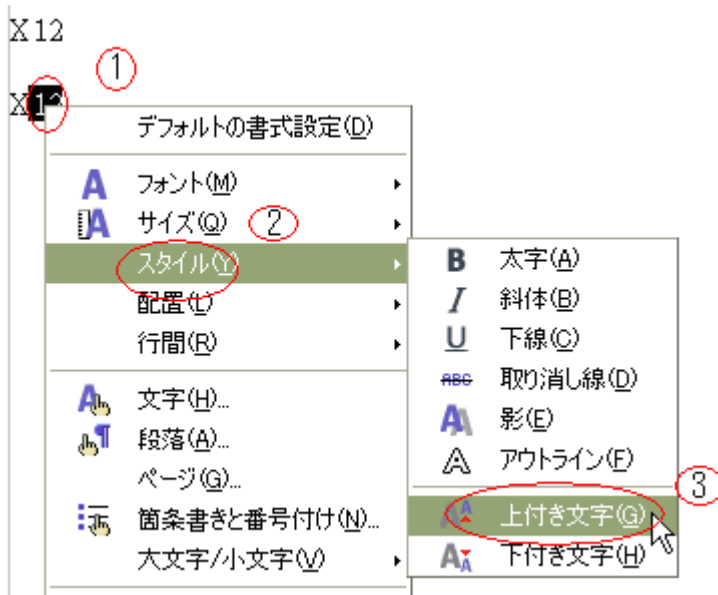 X12
①
X12
デフォルトの書式設定(D)
フォント(M)
サイズ(Q)
②
スタイル(Y)
配置(L)
行間(R)
文字(H)...
段落(A)...
ページ(G)...
箇条書きと番号付け(N)...
大文字/小文字(V)
B 太字(A)
I 斜体(B)
U 下線(C)
ABC 取り消し線(D)
影(E)
アウトライン(F)
③
上付き文字(G)
下付き文字(H)